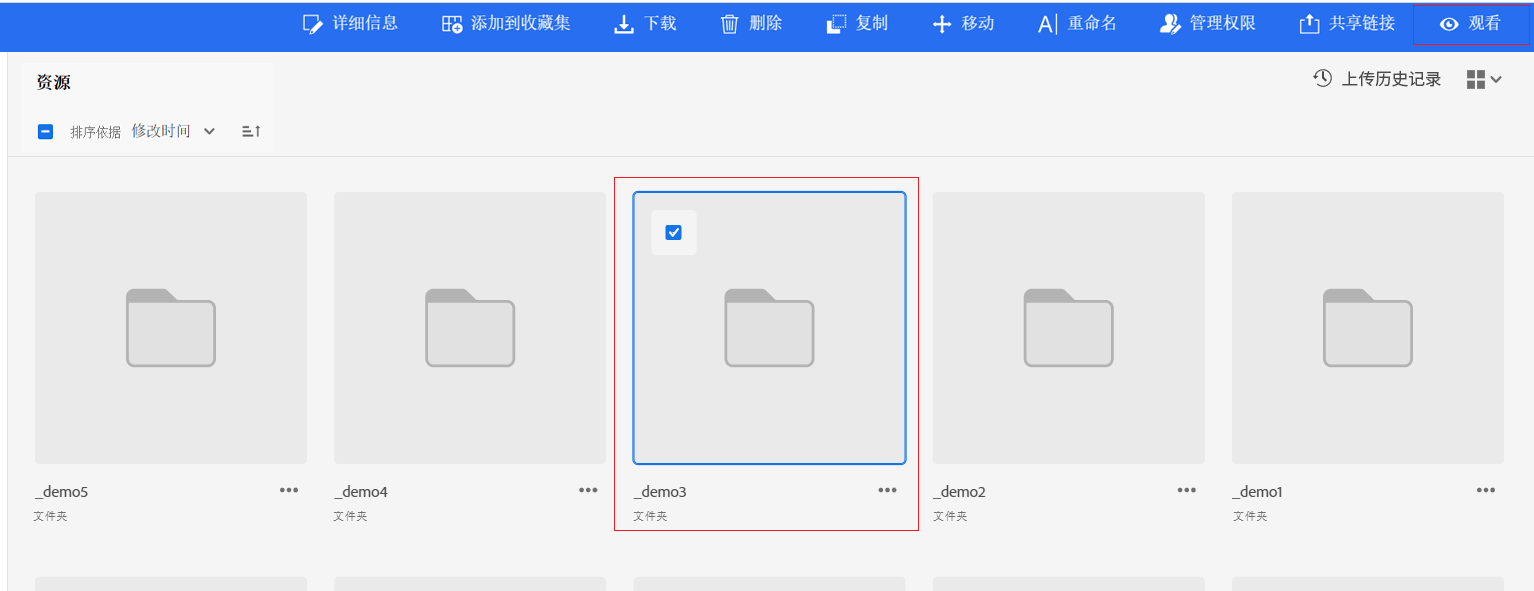 详细信息 添加到收藏集 下载 删除 复制 移动 重命名 管理权限 共享链接 观看
资源
上传历史记录
排序依据 修改时间
_demo5 _demo4 _demo3 _demo2 _demo1
文件夹 文件夹 文件夹 文件夹 文件夹